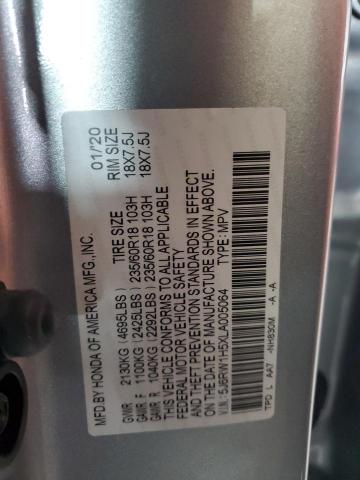 MFD. BY HONDA OF AMERICA MFG., INC. 01/'20
TIRE SIZE RIM SIZE
GVWR 2130KG (4695LBS)
GAWR F 1100KG (2425LBS) 235/60R18 103H 18X7.5J
GAWR R 1040KG (2292LBS) 235/60R18 103H 18X7.5J
THIS VEHICLE CONFORMS TO ALL APPLICABLE
FEDERAL MOTOR VEHICLE SAFETY
AND THEFT PREVENTION STANDARDS IN EFFECT
ON THE DATE OF MANUFACTURE SHOWN ABOVE.
V.I.N.: 5J6RW1H5XLA005064 TYPE: MPV
TPD L AA7 -NH830M -A -A